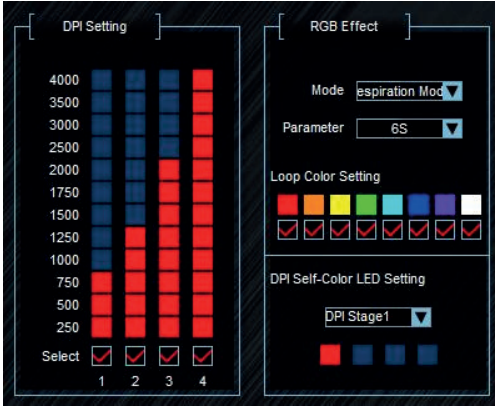 DPI Setting
4000
3500
3000
2500
2000
1750
1500
1250
1000
750
500
250
Select
1 2 3 4
RGB Effect
Mode espiration Mod
Parameter 6S
Loop Color Setting
DPI Self-Color LED Setting
DPI Stage1